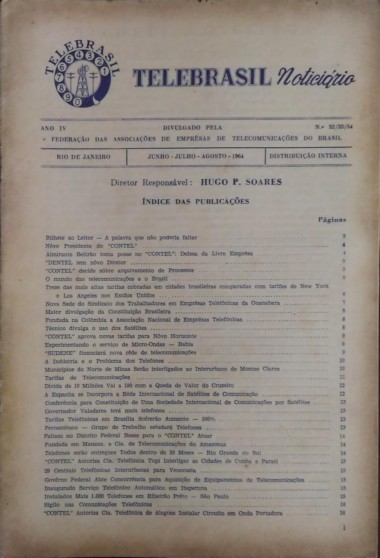 TELEBRASIL
TELEBRASIL Noticiário
ANO IV DIVULGADO PELA N.º 32/33/34
FEDERAÇÃO DAS ASSOCIAÇÕES DE EMPRÊSAS DE TELECOMUNICAÇÕES DO BRASIL
RIO DE JANEIRO JUNHO - JULHO - AGOSTO - 1964 DISTRIBUIÇÃO INTERNA
Diretor Responsável: HUGO P. SOARES
ÍNDICE DAS PUBLICAÇÕES
Páginas
Bilhete ao Leitor — A palavra que não poderia faltar 3
Nôvo Presidente do "CONTEL" 4
Almirante Beltrão toma posse no "CONTEL": Defesa da Livre Emprêsa
"DENTEL tem nôvo Diretor
"CONTEL" decide sôbre arquivamento de Processos
O mundo das telecomunicações e o Brasil
Treze das mais altas tarifas cobradas em cidades brasileiras comparadas com tarifas de New York
e Los Angeles nos Estados Unidos
Nova Sede do Sindicato dos Trabalhadores em Emprêsas Telefônicas da Guanabara
Maior divulgação da Constituição Brasileira
Fundada na Colômbia a Associação Nacional de Emprêsas Telefônicas
Técnico divulga o uso dos Satélites
"CONTEL" aprova novas tarifas para Nôvo Horizonte
Experimentando o serviço de Micro-Ondas — Bahia
"SUDENE" financiará nova rêde de telecomunicações
A Indústria e o Problema dos Telefones
Municípios do Norte de Minas Serão interligados ao Interurbano de Montes Claros
Tarifas de Telecomunicações
Dívida de 10 Milhões Vai a 100 com a Queda do Valor do Cruzeiro
A Espanha se Incorpora à Rêde Internacional de Satélites de Comunicação
Conferência para Constituição de Uma Sociedade Internacional de Comunicações por Satélites
Governador Valadares terá mais telefones
Tarifas Telefônicas em Brasília Sofrerão Aumento — 300%
Pernambuco — Grupo de Trabalho estudará Telefones
Faltam no Distrito Federal Bases para o "CONTEL" Atuar
Fundada em Manaus, a Cia. de Telecomunicações do Amazonas
Telefones serão entregues Todos dentro de 30 Meses — Rio Grande do Sul
"CONTEL" Autoriza Cia. Telefônica Tupi Interligar as Cidades de Cunha e Parati
20 Centrais Telefônicas Interurbanas para Venezuela
Govêrno Federal Abre Concorrência para Aquisição de Equipamentos de Telecomunicações
Inaugurado Serviço Telefônico Automático em Itaperuna
Instalados Mais 1.000 Telefones em Ribeirão Prêto — São Paulo
Sigilo nas Comunicações Telefônicas
"CONTEL" Autoriza Cia. Telefônica de Alagoas Instalar Circuito em Onda Portadora
1